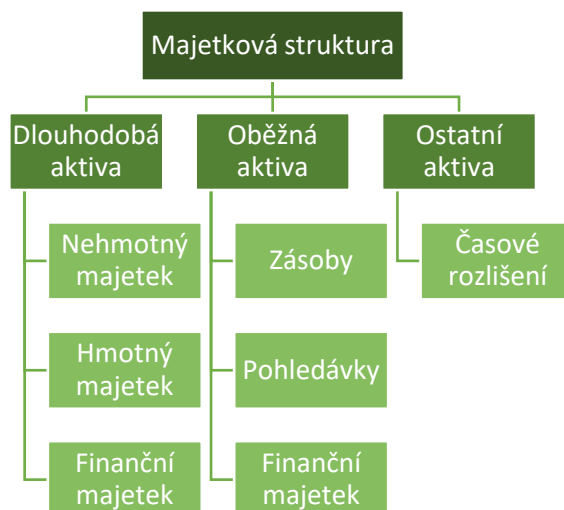 Majetková struktura
Dlouhodobá
aktiva
Oběžná
aktiva
Ostatní
aktiva
Nehmotný
majetek
Zásoby
Časové
rozlišení
Hmotný
majetek
Pohledávky
Finanční
majetek
Finanční
majetek